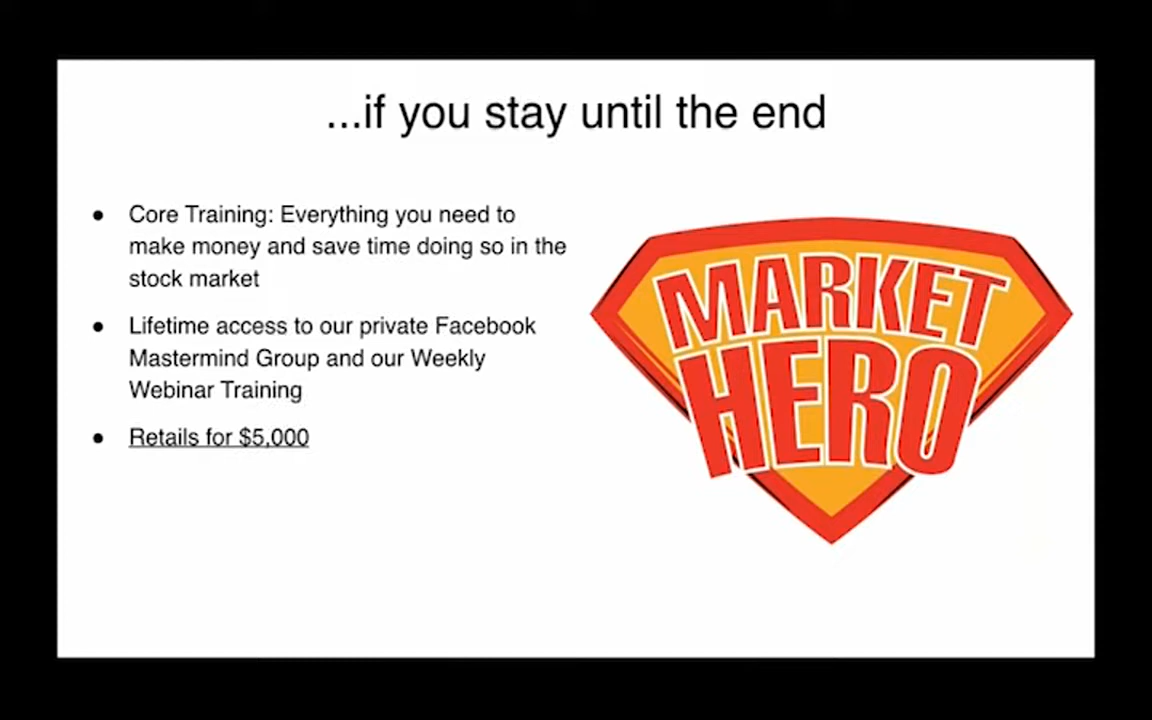 ...if you stay until the end
● Core Training: Everything you need to
make money and save time doing so in the
stock market
● Lifetime access to our private Facebook
Mastermind Group and our Weekly
Webinar Training
● Retails for $5,000
MARKET
HERO